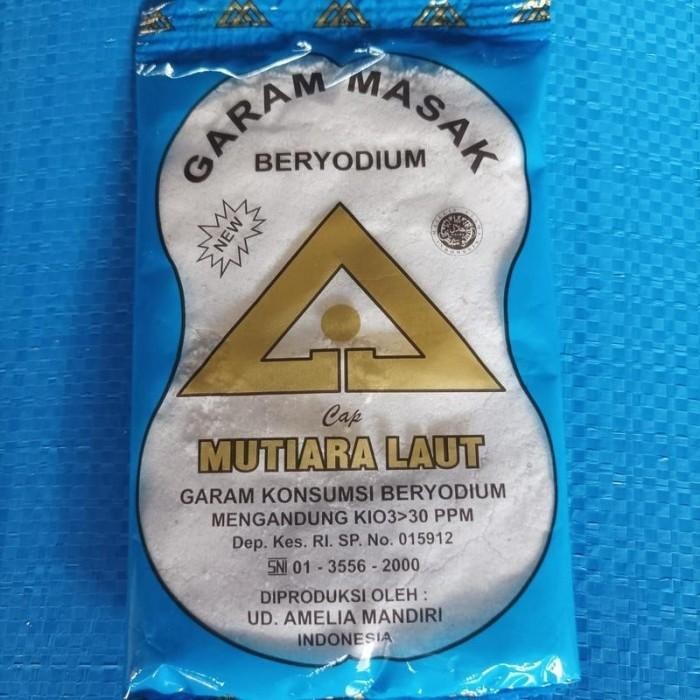 GARAM MASAK
BERYODIUM
NEW
Cap
MUTIARA LAUT
GARAM KONSUMSI BERYODIUM
MENGANDUNG KIO3>30 PPM
Dep. Kes. RI. SP. No. 015912
SNI 01 - 3556 - 2000
DIPRODUKSI OLEH :
UD. AMELIA MANDIRI
INDONESIA